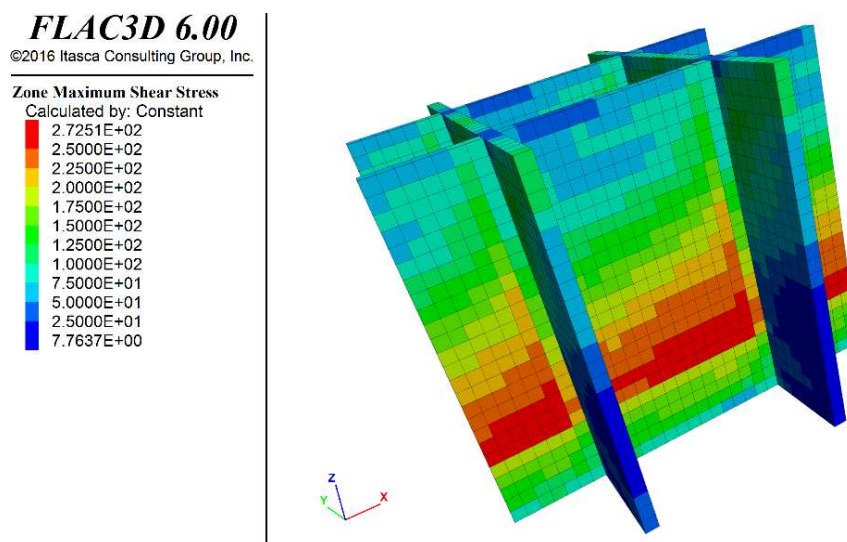 FLAC3D 6.00
©2016 Itasca Consulting Group, Inc.
Zone Maximum Shear Stress
Calculated by: Constant
2.7251E+02
2.5000E+02
2.2500E+02
2.0000E+02
1.7500E+02
1.5000E+02
1.2500E+02
1.0000E+02
7.5000E+01
5.0000E+01
2.5000E+01
7.7637E+00
Z
Y
X